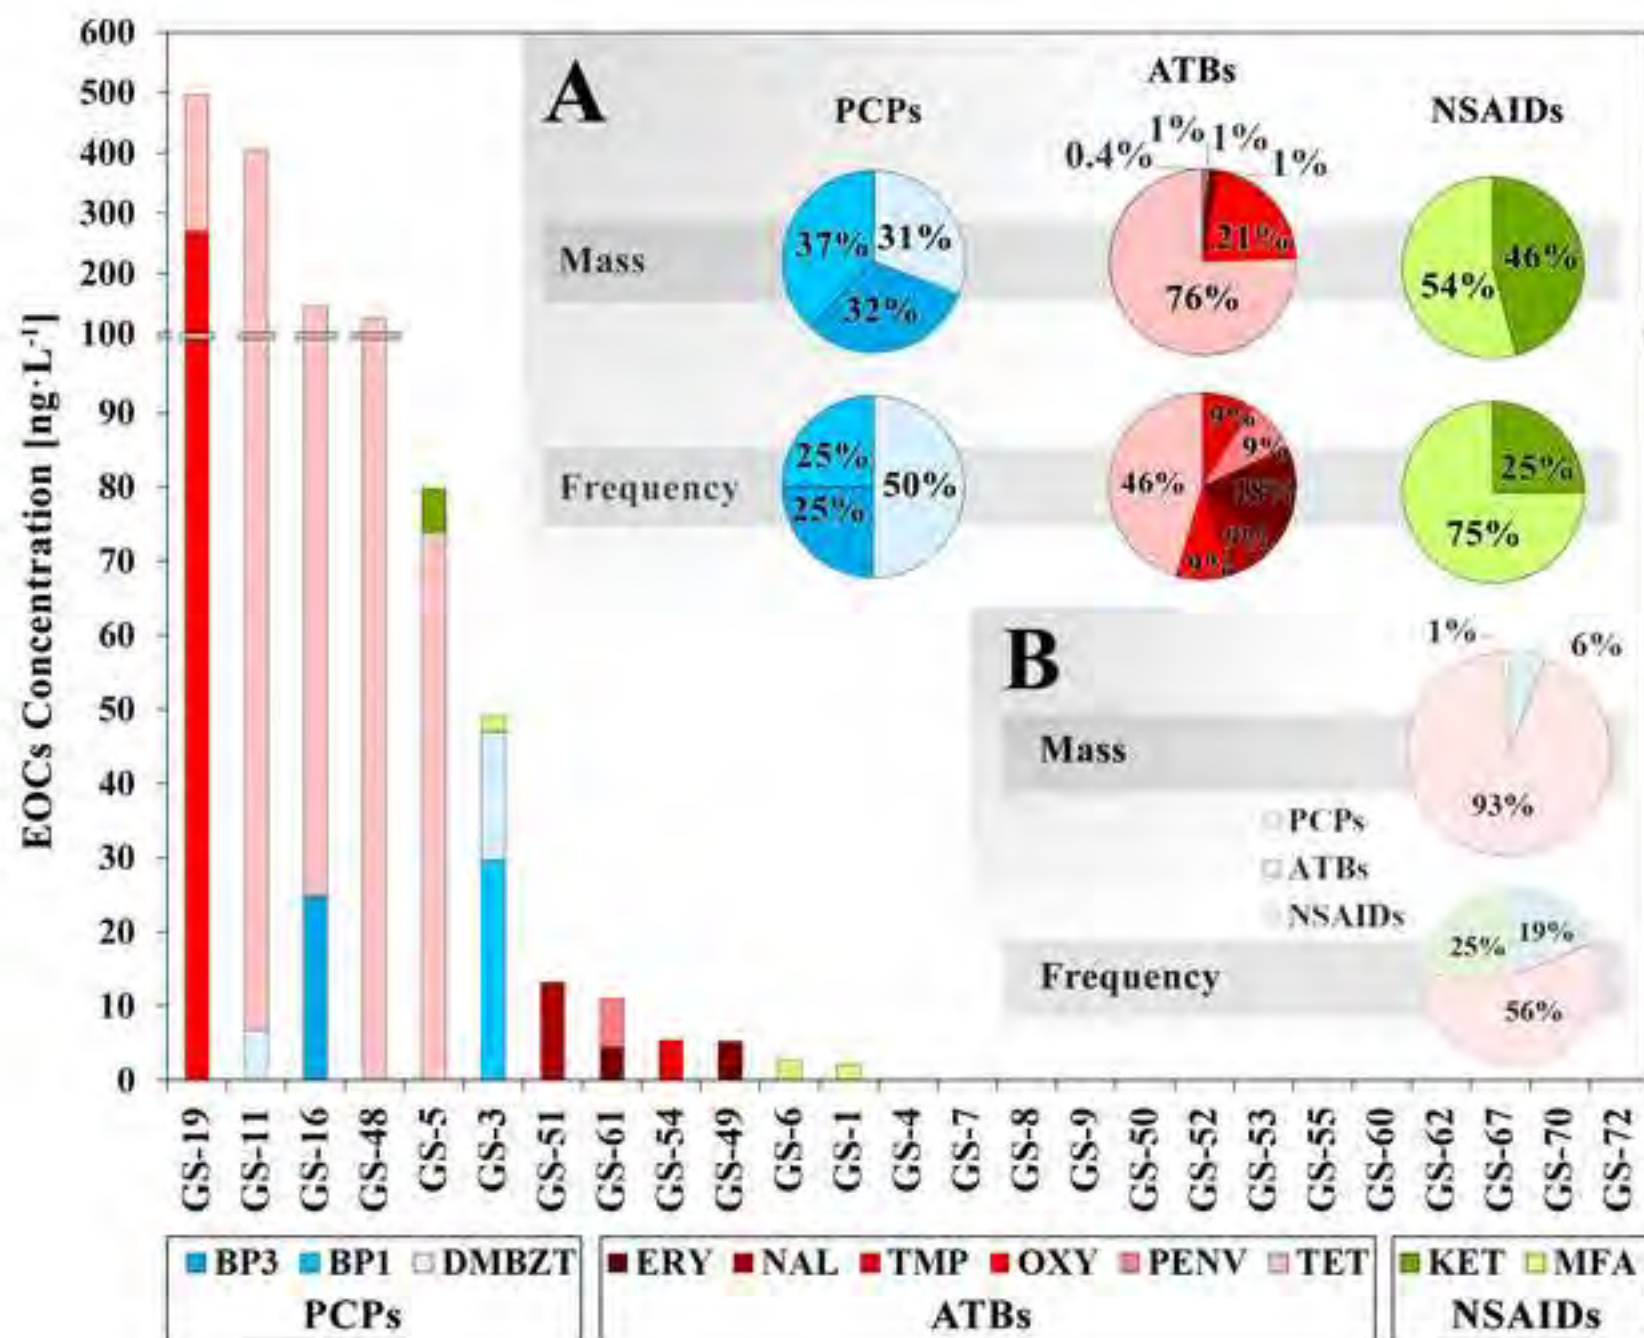 600
500
400
300
200
100
90
80
70
60
50
40
30
20
10
0
EOCs Concentration [ng·L⁻¹]
A
PCPs
ATBs
NSAIDs
Mass
37%
31%
32%
0.4%
1%
1%
1%
21%
76%
54%
46%
Frequency
25%
25%
50%
46%
9%
9%
18%
9%
9%
25%
75%
B
Mass
1%
6%
93%
PCPs
ATBs
NSAIDs
Frequency
25%
19%
56%
GS-19
GS-11
GS-16
GS-48
GS-5
GS-3
GS-51
GS-61
GS-54
GS-49
GS-6
GS-1
GS-4
GS-7
GS-8
GS-9
GS-50
GS-52
GS-53
GS-55
GS-60
GS-62
GS-67
GS-70
GS-72
BP3 BP1 DMBZT
PCPs
ERY NAL TMP OXY PENV TET
ATBs
KET MFA
NSAIDs